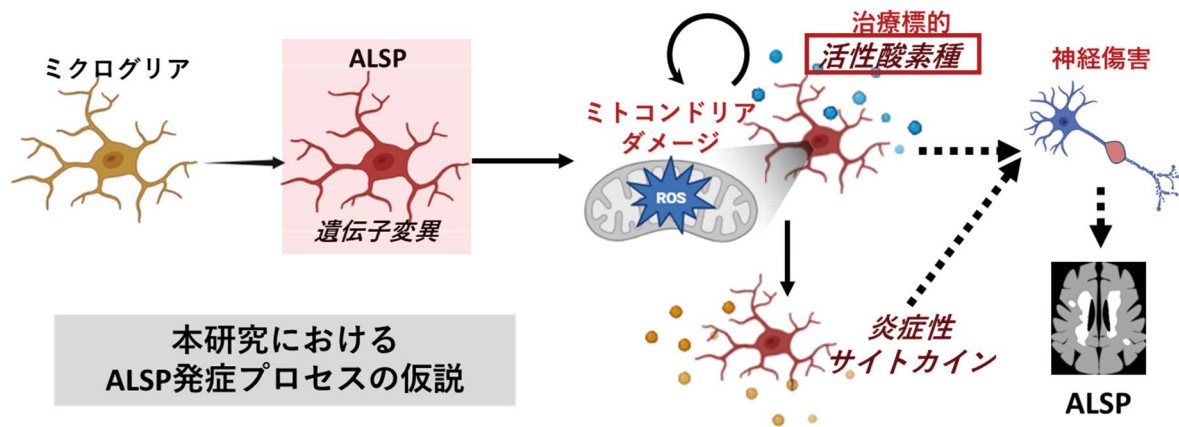 ミクログリア
ALSP
遺伝子変異
ミトコンドリア
ダメージ
ROS
治療標的
活性酸素種
神経傷害
炎症性
サイトカイン
ALSP
本研究における
ALSP発症プロセスの仮説